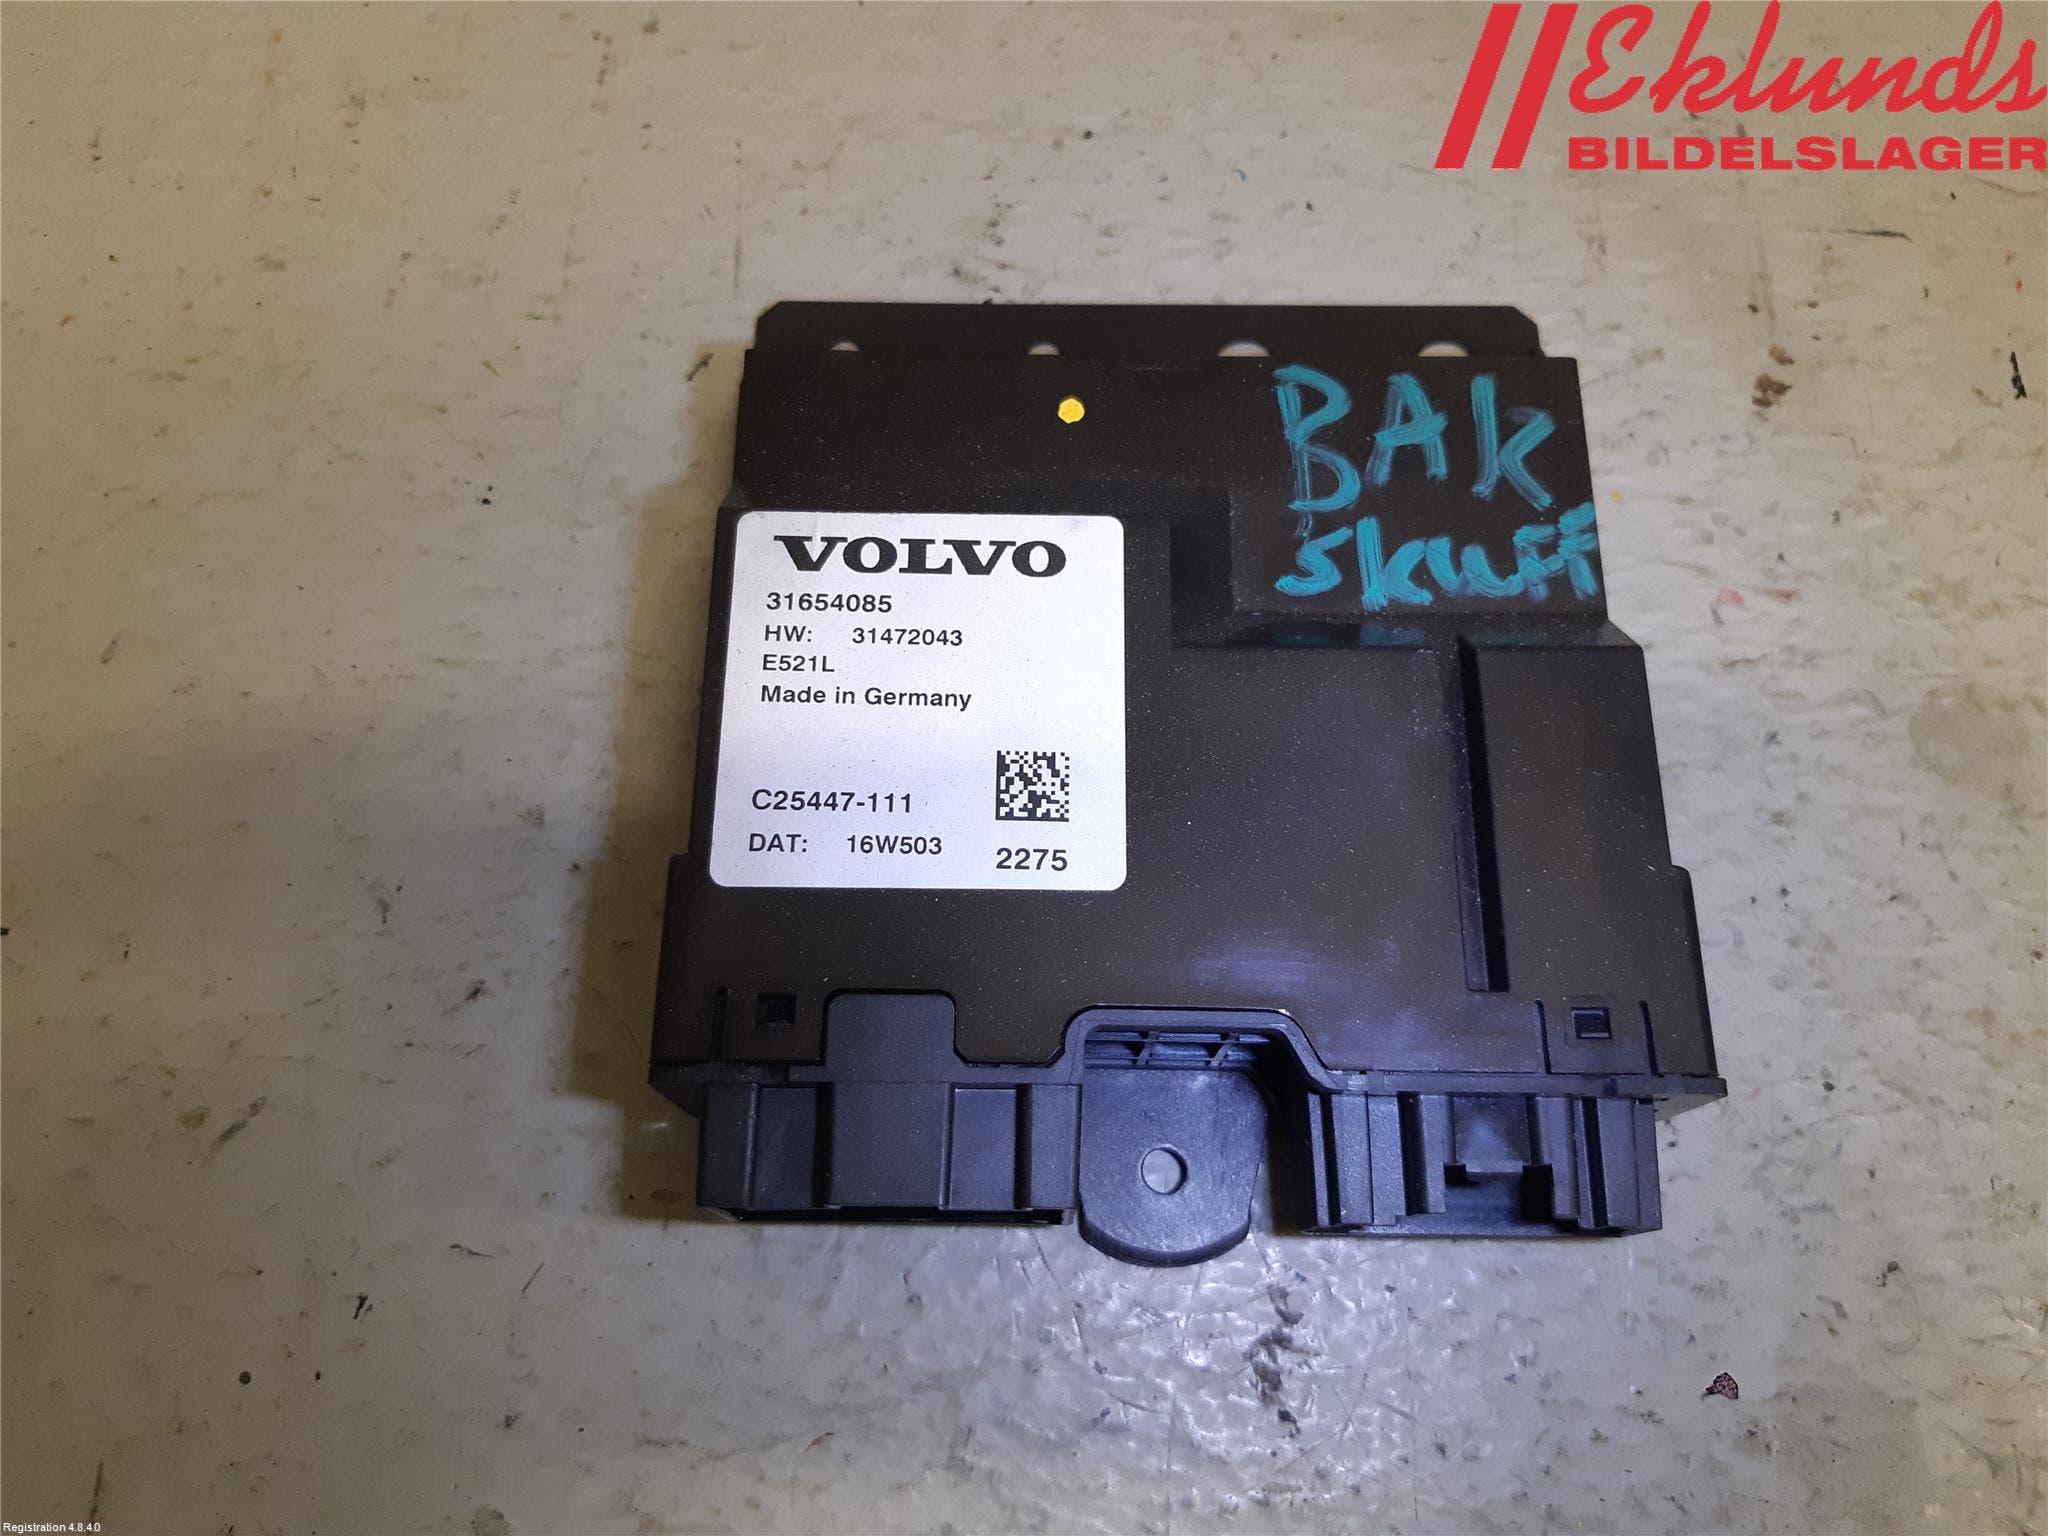 Eklunds
BILDELSLAGER
BAK
skuff
VOLVO
31654085
HW: 31472043
E521L
Made in Germany
C25447-111
DAT: 16W503
2275
Registration 4.8.4.0